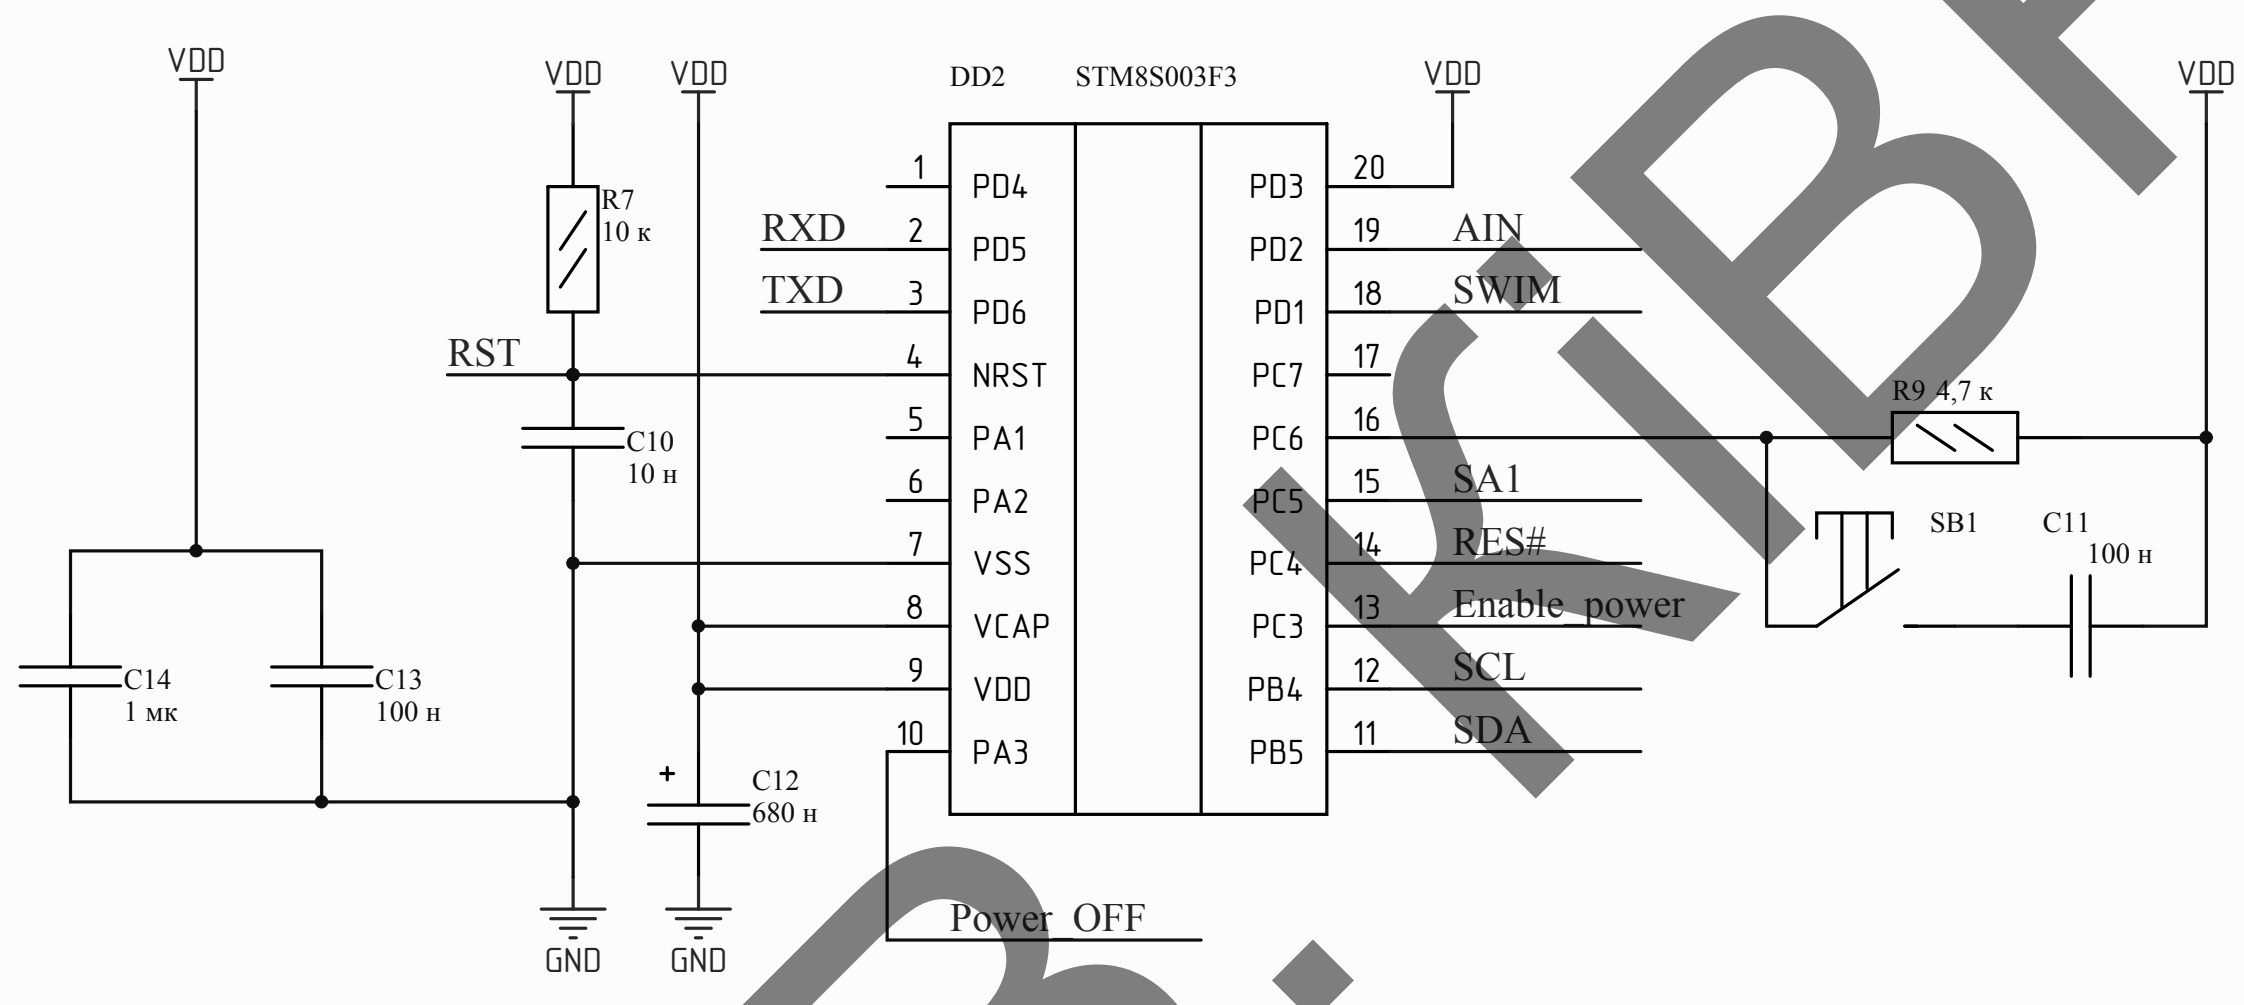 VDD
VDD
VDD
DD2 STM8S003F3
VDD
VDD
R7
10 к
RXD
TXD
RST
C10
10 н
C14
1 мк
C13
100 н
+
C12
680 н
GND
GND
1 PD4
2 PD5
3 PD6
4 NRST
5 PA1
6 PA2
7 VSS
8 VCAP
9 VDD
10 PA3
Power_OFF
PD3 20
PD2 19 AIN
PD1 18 SWIM
PC7 17
PC6 16
PC5 15 SA1
PC4 14 RES#
PC3 13 Enable_power
PB4 12 SCL
PB5 11 SDA
R9 4,7 к
SB1
C11
100 н